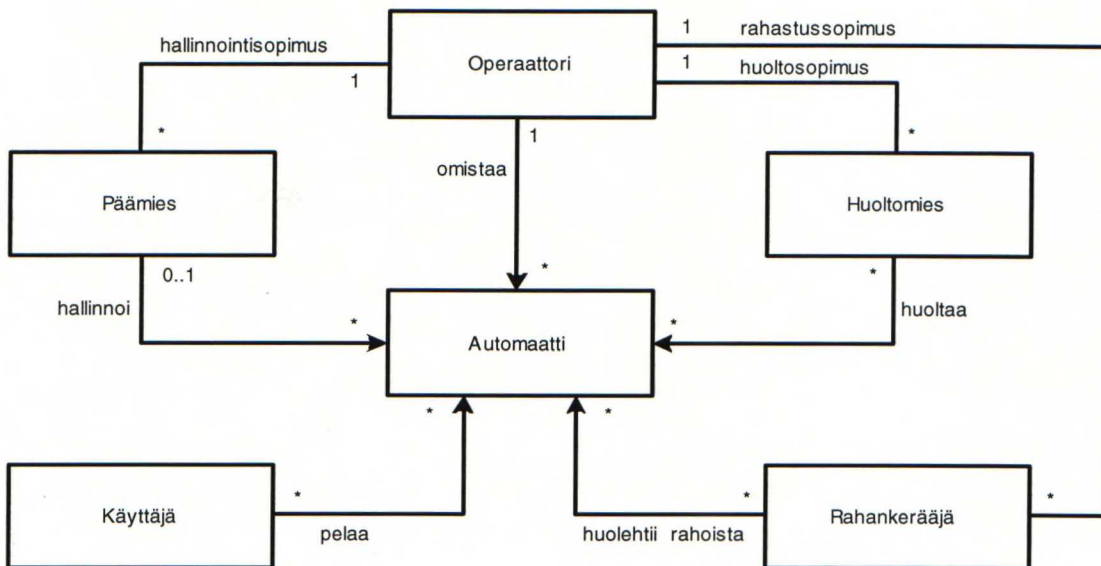 1 rahastussopimus
hallinnointisopimus
Operaattori
1 huoltosopimus
1
1
* omistaa *
Päämies
Huoltomies
0..1
*
*
hallinnoi
huoltaa
*
*
Automaatti
*
*
Käyttäjä
*
*
Rahankerääjä
*
pelaa
huolehtii rahoista